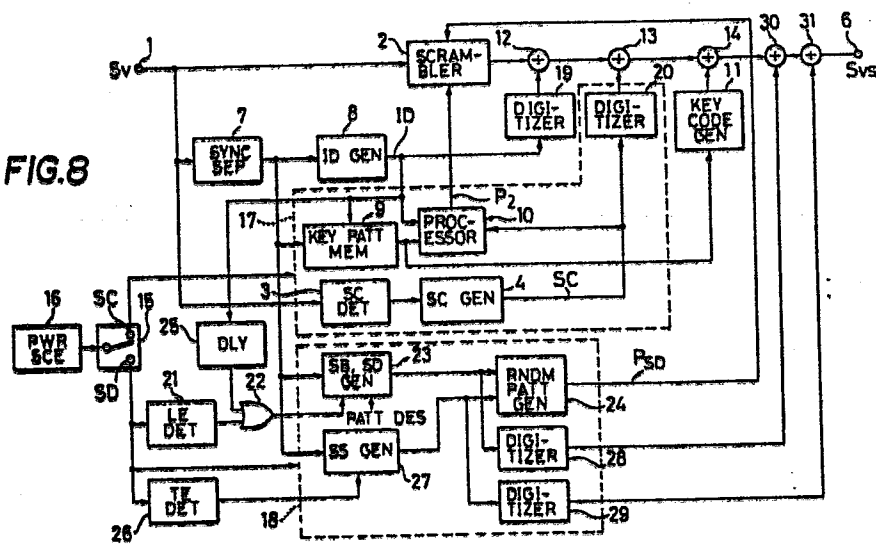 FIG.8
1
Sv
2
SCRAM-
BLER
12
13
14
30
31
6
Svs
19
DIGI-
TIZER
20
DIGI-
TIZER
11
KEY
CODE
GEN
7
SYNC
SEP
8
ID GEN
ID
17
9
KEY PATT
MEM
P2
10
PROC-
ESSOR
3
SC
DET
4
SC GEN
SC
16
PWR
SCE
SC
15
SD
25
DLY
21
LE
DET
22
23
SB, SD
GEN
PATT DES
RNDM
PATT
GEN
24
PSD
SS GEN
27
DIGI-
TIZER
28
DIGI-
TIZER
29
TE
DET
26
18